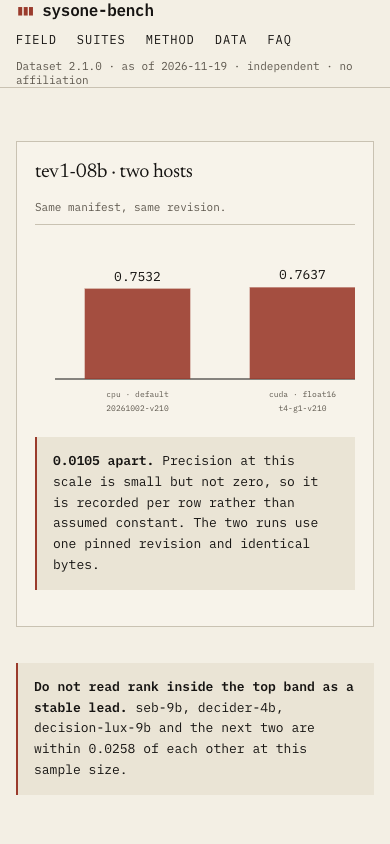 sysone-bench
FIELD SUITES METHOD DATA FAQ
Dataset 2.1.0 · as of 2026-11-19 · independent · no
affiliation
tev1-08b · two hosts
Same manifest, same revision.
0.7532 0.7637
cpu · default cuda · float16
20261002-v210 t4-g1-v210
0.0105 apart. Precision at this
scale is small but not zero, so it
is recorded per row rather than
assumed constant. The two runs use
one pinned revision and identical
bytes.
Do not read rank inside the top band as a
stable lead. seb-9b, decider-4b,
decision-lux-9b and the next two are
within 0.0258 of each other at this
sample size.